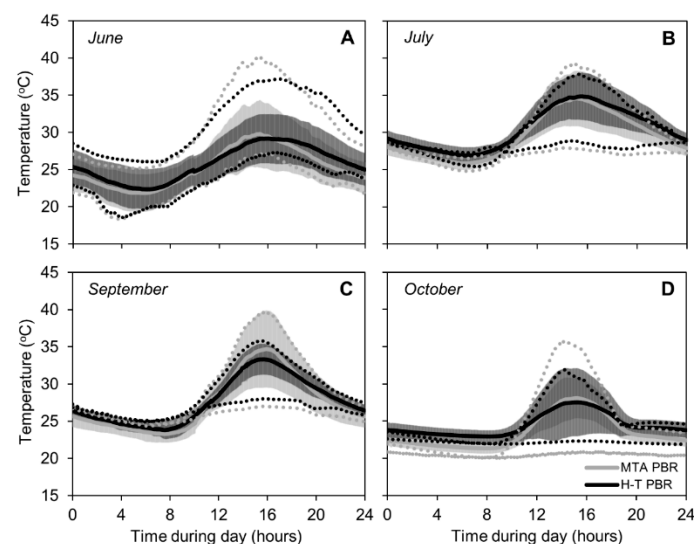 June
A
July
B
45
40
35
30
25
20
15
Temperature (°C)
September
C
October
D
45
40
35
30
25
20
15
Temperature (°C)
MTA PBR
H-T PBR
0 4 8 12 16 20 24
0 4 8 12 16 20 24
Time during day (hours)
Time during day (hours)